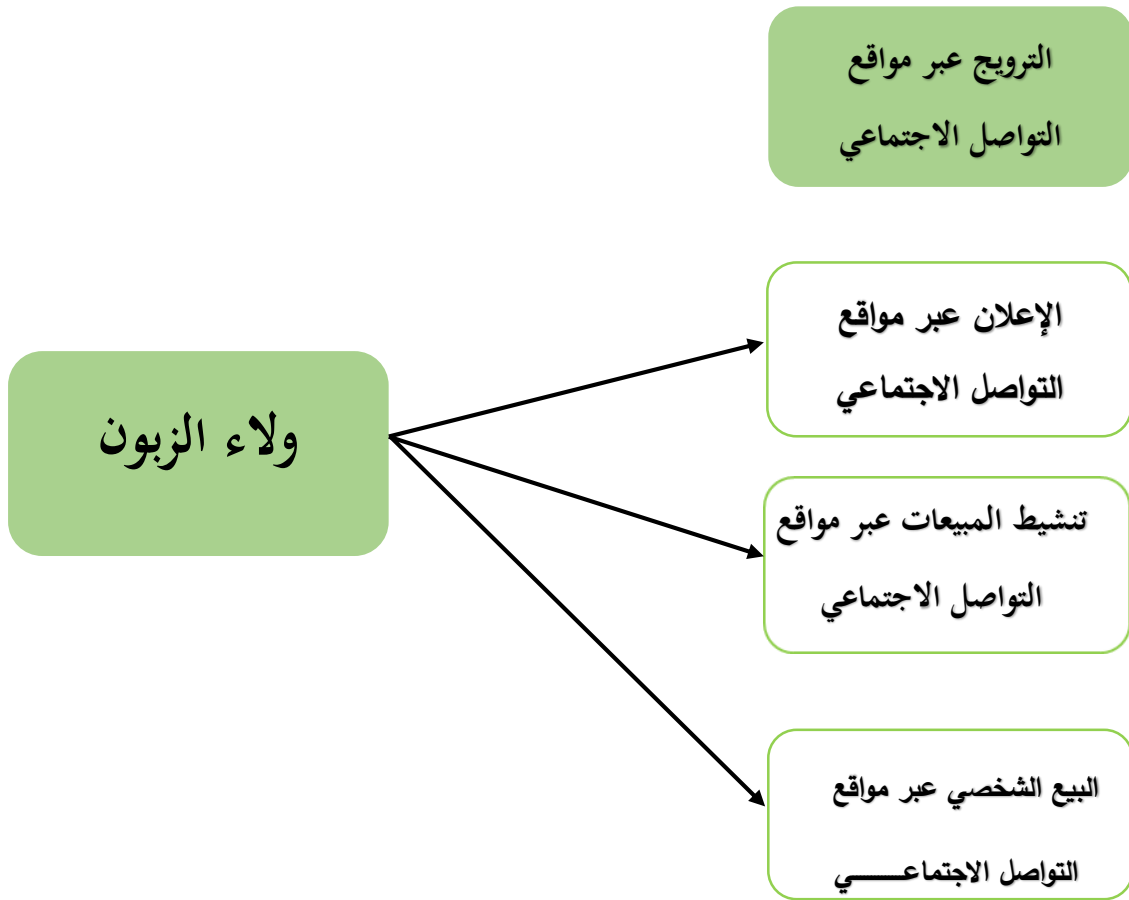 الترويج عبر مواقع
التواصل الاجتماعي
الإعلان عبر مواقع
التواصل الاجتماعي
ولاء الزبون
تنشيط المبيعات عبر مواقع
التواصل الاجتماعي
البيع الشخصي عبر مواقع
التواصل الاجتماعـــــي